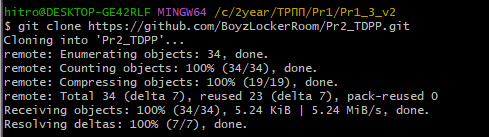 hitro@DESKTOP-GE42RLF MINGW64 /c/2year/ТРПП/Pr1/Pr1_3_v2
$ git clone https://github.com/BoyzLockerRoom/Pr2_TDPP.git
Cloning into 'Pr2_TDPP'...
remote: Enumerating objects: 34, done.
remote: Counting objects: 100% (34/34), done.
remote: Compressing objects: 100% (19/19), done.
remote: Total 34 (delta 7), reused 23 (delta 7), pack-reused 0
Receiving objects: 100% (34/34), 5.24 KiB | 5.24 MiB/s, done.
Resolving deltas: 100% (7/7), done.